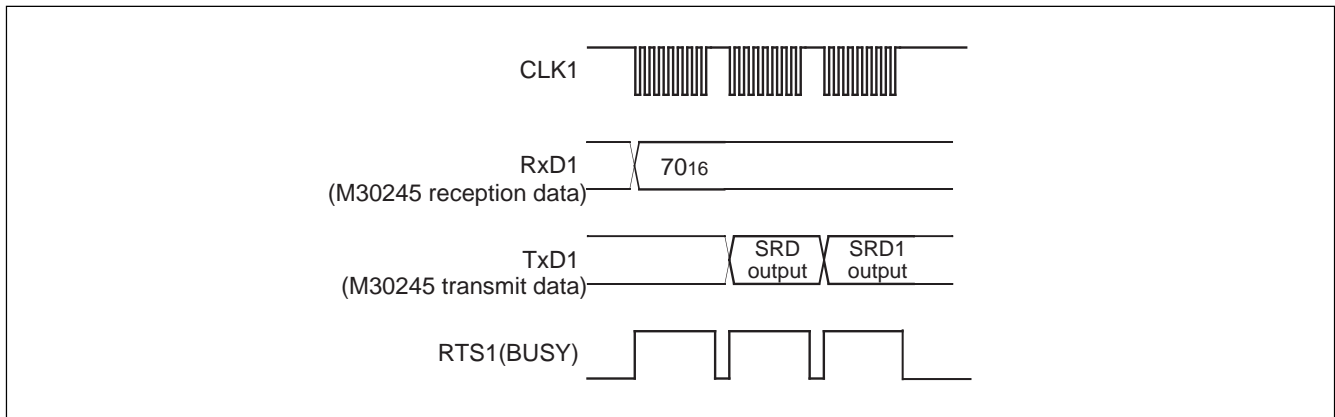 CLK1
RxD1
7016
(M30245 reception data)
TxD1
SRD
output
SRD1
output
(M30245 transmit data)
RTS1(BUSY)